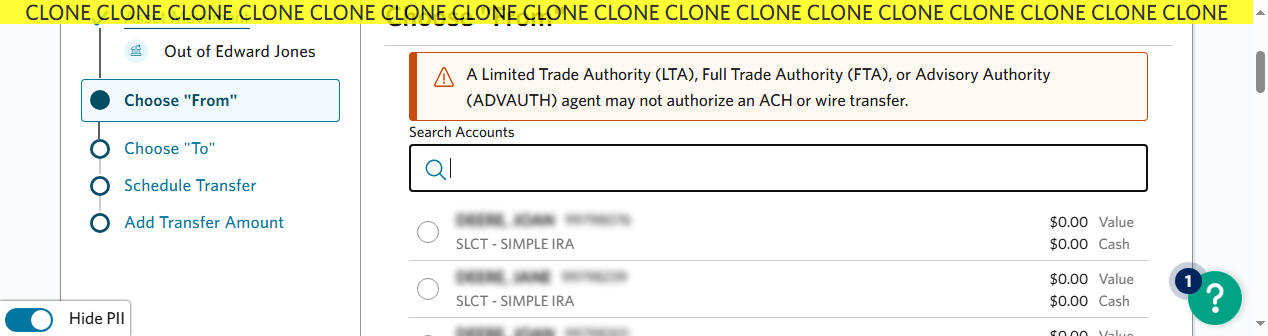 CLONE CLONE CLONE CLONE CLONE CLONE CLONE CLONE CLONE CLONE CLONE CLONE CLONE CLONE CLONE CLONE CLONE
Out of Edward Jones
Choose "From"
Choose "To"
Schedule Transfer
Add Transfer Amount
Hide PII
Choose "From"
A Limited Trade Authority (LTA), Full Trade Authority (FTA), or Advisory Authority
(ADVAUTH) agent may not authorize an ACH or wire transfer.
Search Accounts
$0.00 Value
SLCT - SIMPLE IRA $0.00 Cash
$0.00 Value
SLCT - SIMPLE IRA $0.00 Cash
$0.00 Value
1
?